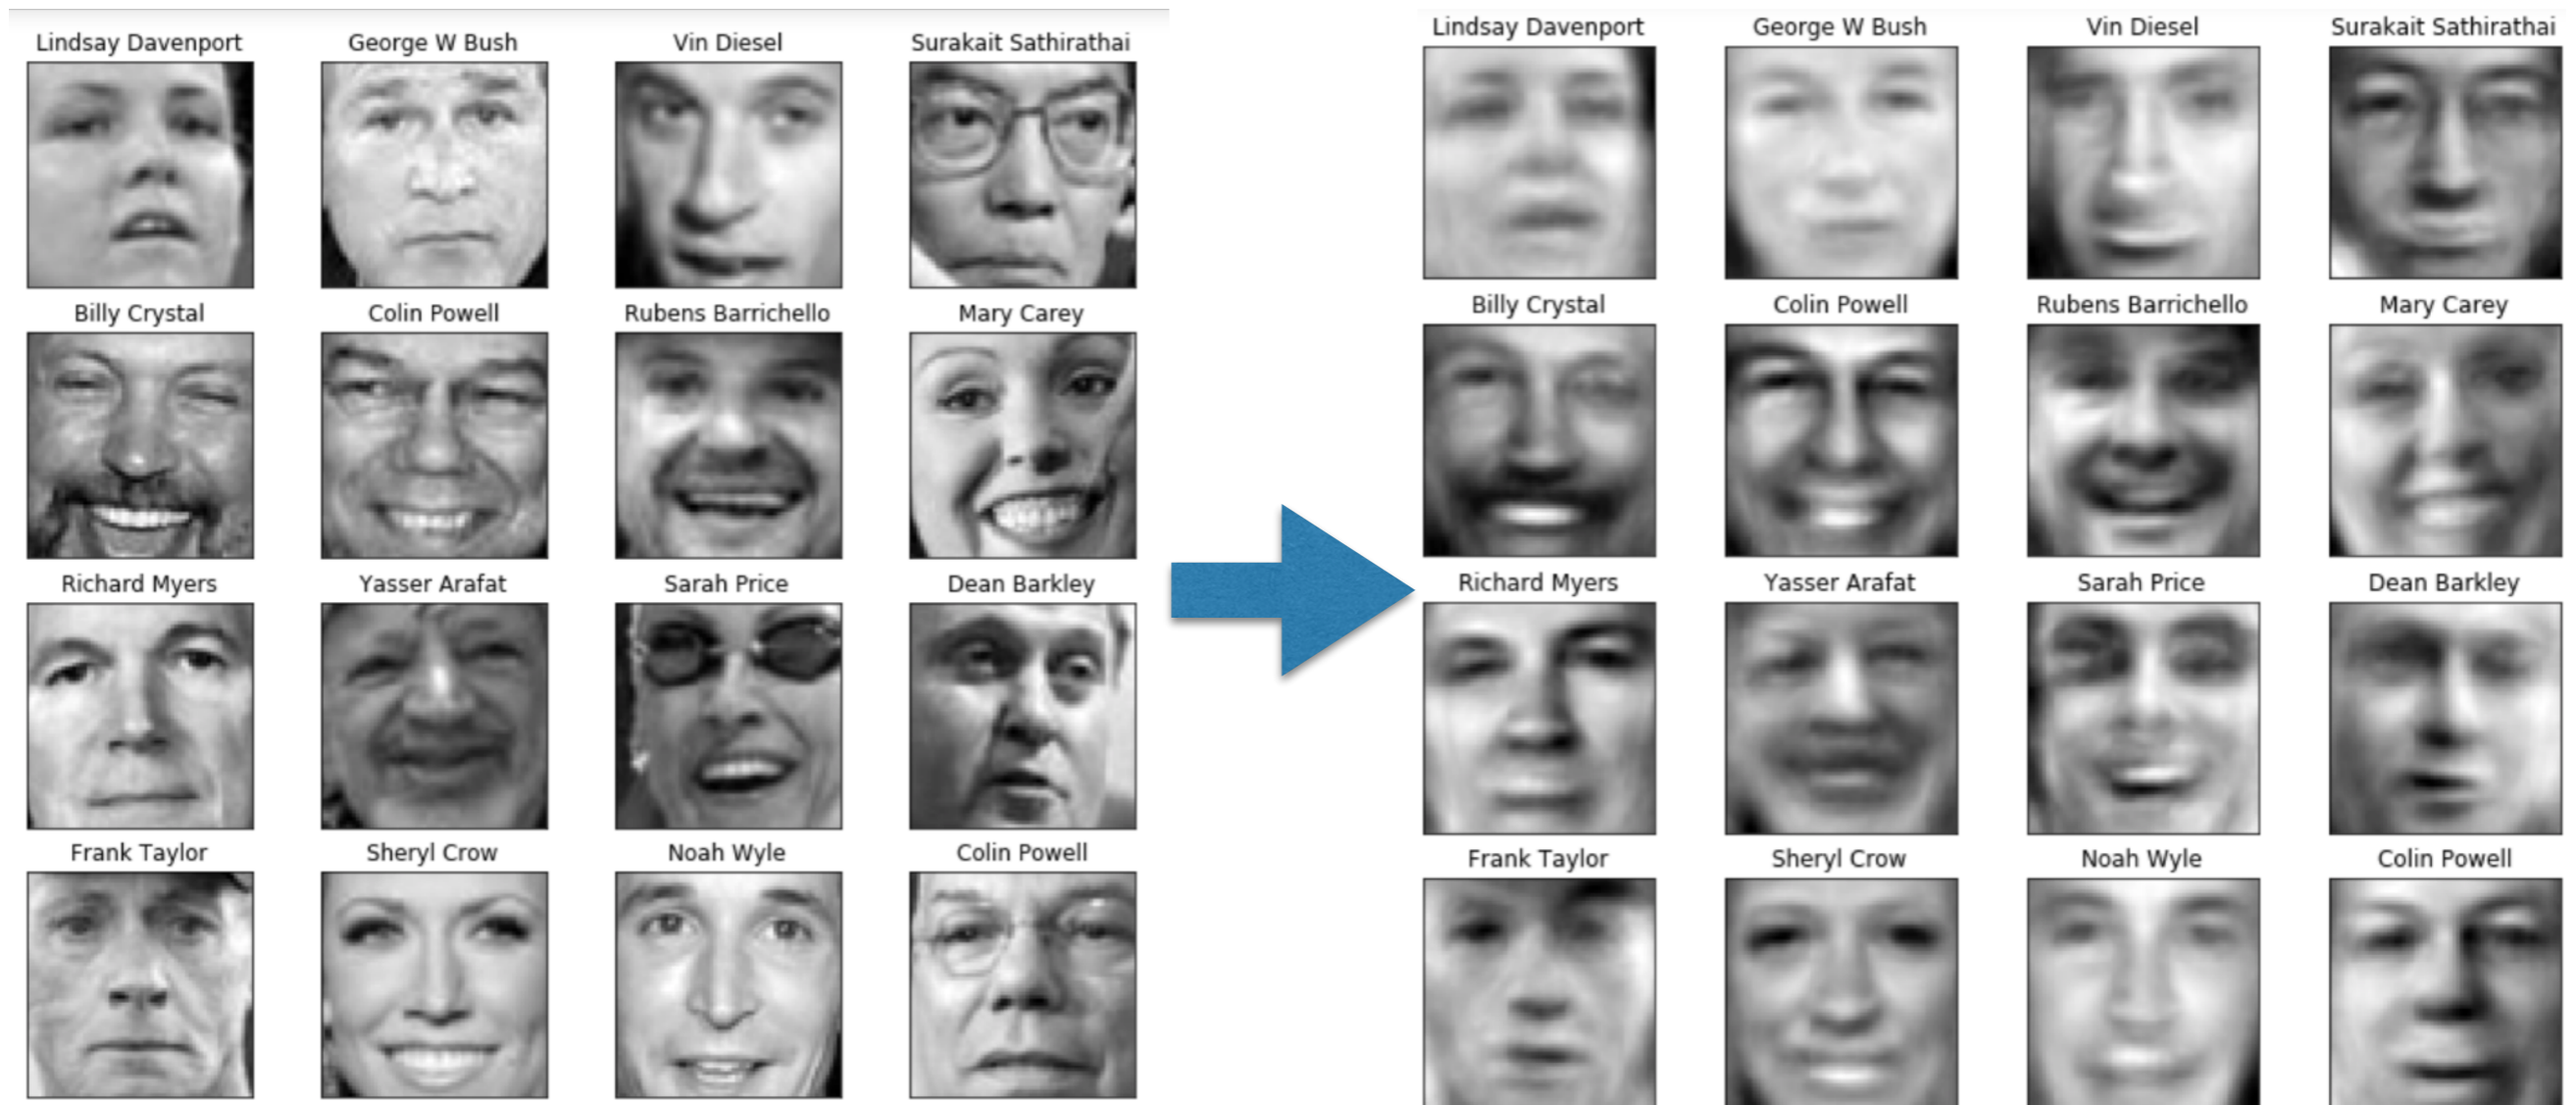 Lindsay Davenport
George W Bush
Vin Diesel
Surakait Sathirathai
Billy Crystal
Colin Powell
Rubens Barrichello
Mary Carey
Richard Myers
Yasser Arafat
Sarah Price
Dean Barkley
Frank Taylor
Sheryl Crow
Noah Wyle
Colin Powell
Lindsay Davenport
George W Bush
Vin Diesel
Surakait Sathirathai
Billy Crystal
Colin Powell
Rubens Barrichello
Mary Carey
Richard Myers
Yasser Arafat
Sarah Price
Dean Barkley
Frank Taylor
Sheryl Crow
Noah Wyle
Colin Powell